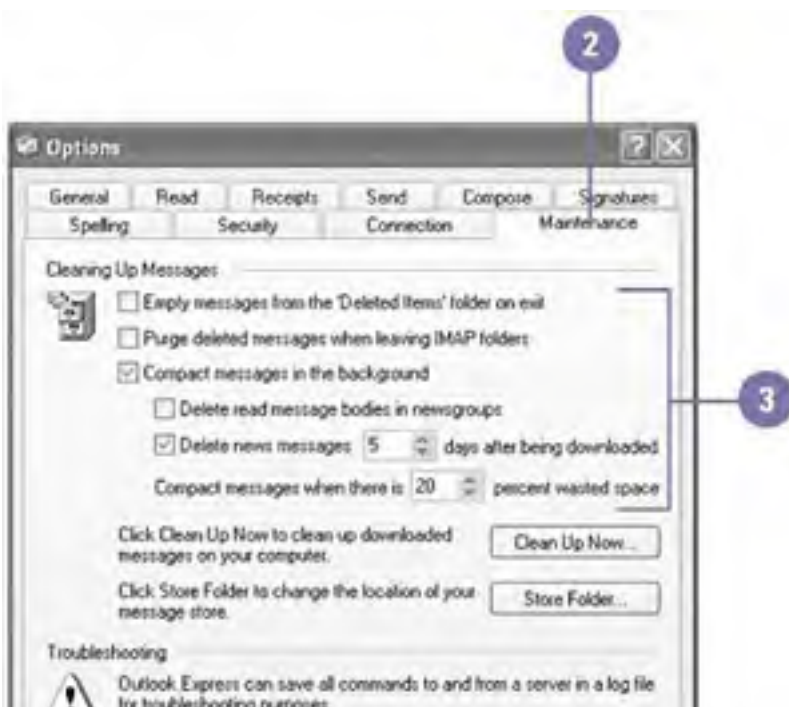 2
Options
General Read Receipts Send Compose Signatures
Spelling Security Connection Maintenance
Cleaning Up Messages
Empty messages from the 'Deleted Items' folder on exit
Purge deleted messages when leaving IMAP folders
Compact messages in the background
3
Delete read message bodies in newsgroups
Delete news messages 5 days after being downloaded
Compact messages when there is 20 percent wasted space
Click Clean Up Now to clean up downloaded
messages on your computer.
Clean Up Now...
Click Store Folder to change the location of your
message store.
Store Folder...
Troubleshooting
Outlook Express can save all commands to and from a server in a log file
for troubleshooting purposes.